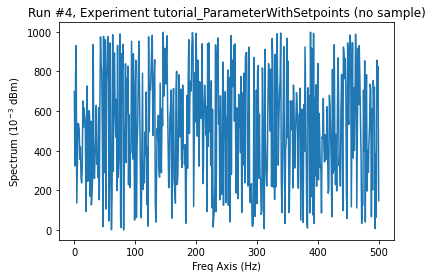 Run #4, Experiment tutorial_ParameterWithSetpoints (no sample)
1000
800
600
400
200
0
Spectrum (10⁻³ dBm)
0 100 200 300 400 500
Freq Axis (Hz)